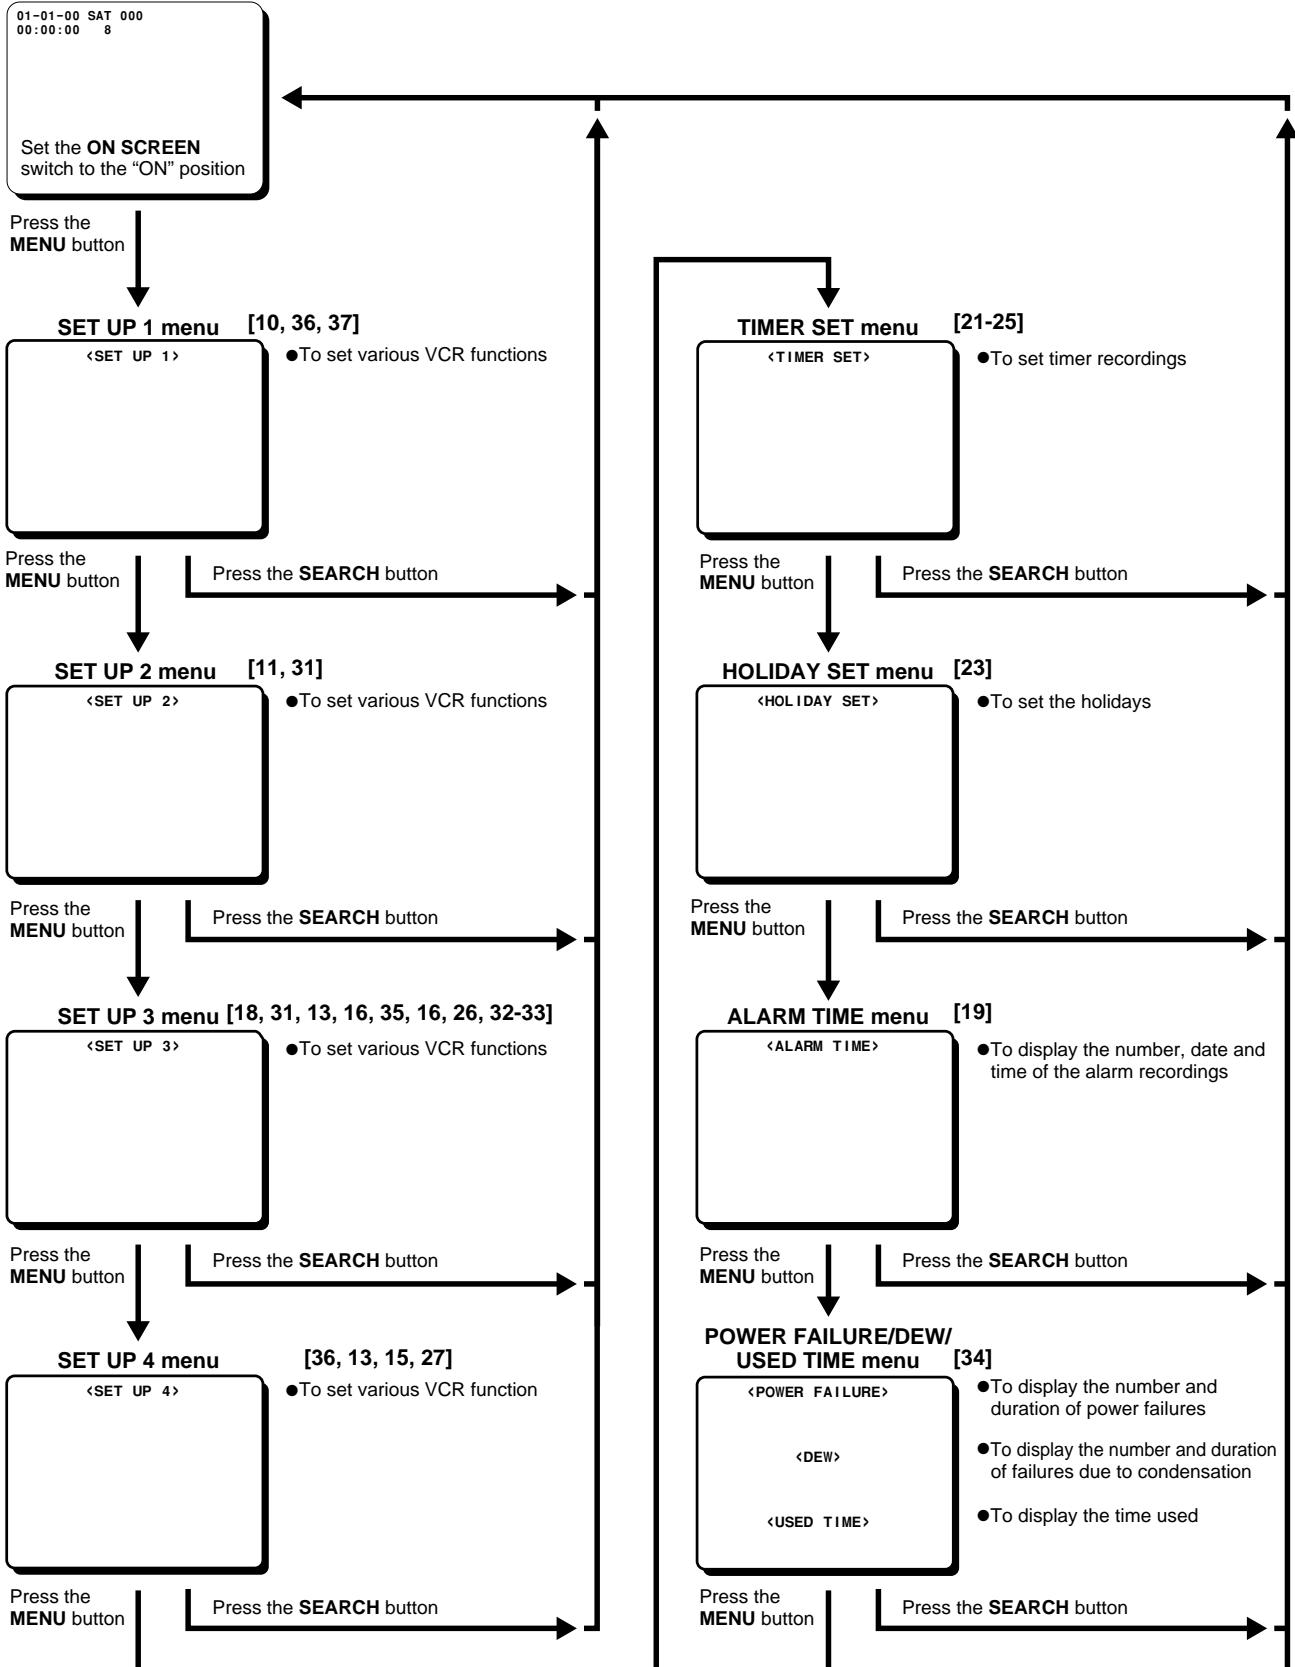 01-01-00 SAT 000
00:00:00 8
Set the ON SCREEN
switch to the “ON” position
Press the
MENU button
SET UP 1 menu [10, 36, 37]
<SET UP 1>
●To set various VCR functions
Press the
MENU button
Press the SEARCH button
SET UP 2 menu [11, 31]
<SET UP 2>
●To set various VCR functions
Press the
MENU button
Press the SEARCH button
SET UP 3 menu [18, 31, 13, 16, 35, 16, 26, 32-33]
<SET UP 3>
●To set various VCR functions
Press the
MENU button
Press the SEARCH button
SET UP 4 menu [36, 13, 15, 27]
<SET UP 4>
●To set various VCR function
Press the
MENU button
Press the SEARCH button
TIMER SET menu [21-25]
<TIMER SET>
●To set timer recordings
Press the
MENU button
Press the SEARCH button
HOLIDAY SET menu [23]
<HOLIDAY SET>
●To set the holidays
Press the
MENU button
Press the SEARCH button
ALARM TIME menu [19]
<ALARM TIME>
●To display the number, date and
time of the alarm recordings
Press the
MENU button
Press the SEARCH button
POWER FAILURE/DEW/
USED TIME menu [34]
<POWER FAILURE>
●To display the number and
duration of power failures
<DEW>
●To display the number and duration
of failures due to condensation
<USED TIME>
●To display the time used
Press the
MENU button
Press the SEARCH button